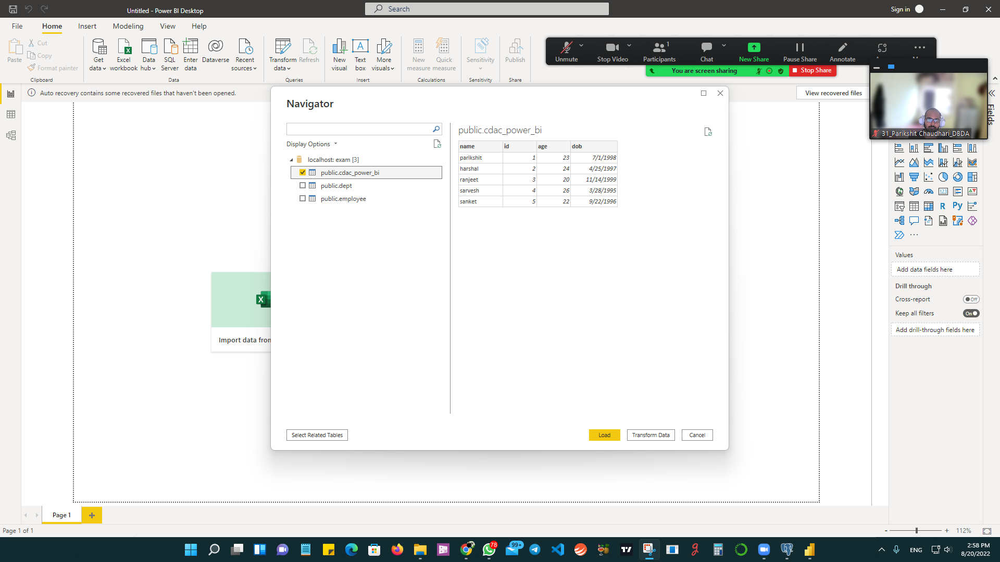 Untitled - Power BI Desktop
Search
Sign in
File
Home
Insert
Modeling
View
Help
Paste
Cut
Copy
Format painter
Clipboard
Get data
Excel workbook
Data hub
SQL Server
Enter data
Dataverse
Recent sources
Data
Transform data
Refresh
Queries
New visual
Text box
More visuals
Insert
New measure
Quick measure
Calculations
Sensitivity
Sensitivity
Publish
Share
Unmute
Stop Video
Participants
1
Chat
New Share
Pause Share
Annotate
You are screen sharing
Stop Share
31_Parikshit Chaudhari_DBDA
Auto recovery contains some recovered files that haven't been opened.
View recovered files
Fields
Navigator
Display Options
localhost: exam [3]
public.cdac_power_bi
public.dept
public.employee
public.cdac_power_bi
name id age dob
parikshit 1 23 7/1/1998
harshal 2 24 4/25/1997
ranjeet 3 20 11/14/1999
sarvesh 4 26 3/28/1995
sanket 5 22 9/22/1996
Select Related Tables
Load
Transform Data
Cancel
Import data from
123
R
Py
Values
Add data fields here
Drill through
Cross-report
Off
Keep all filters
On
Add drill-through fields here
Page 1
Page 1 of 1
- + 112%
78
99+
ENG
2:58 PM
8/20/2022